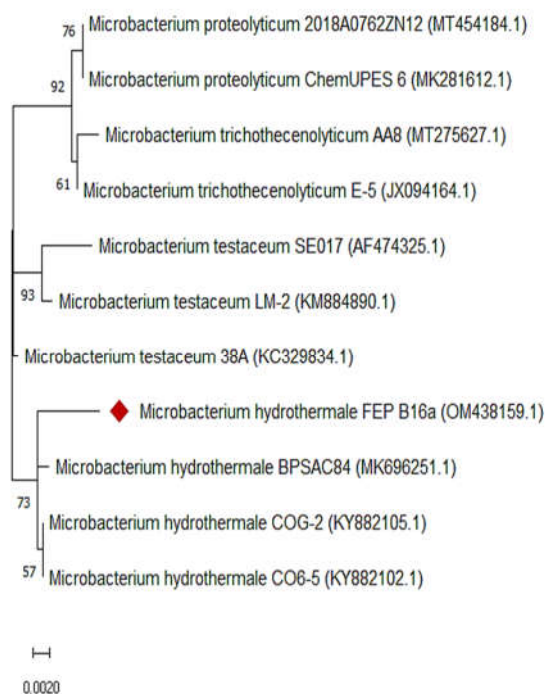 76
Microbacterium proteolyticum 2018A0762ZN12 (MT454184.1)
92
Microbacterium proteolyticum ChemUPES 6 (MK281612.1)
Microbacterium trichothecenolyticum AA8 (MT275627.1)
61
Microbacterium trichothecenolyticum E-5 (JX094164.1)
Microbacterium testaceum SE017 (AF474325.1)
93
Microbacterium testaceum LM-2 (KM884890.1)
Microbacterium testaceum 38A (KC329834.1)
Microbacterium hydrothermale FEP B16a (OM438159.1)
Microbacterium hydrothermale BPSAC84 (MK696251.1)
73
Microbacterium hydrothermale COG-2 (KY882105.1)
57
Microbacterium hydrothermale CO6-5 (KY882102.1)
0.0020